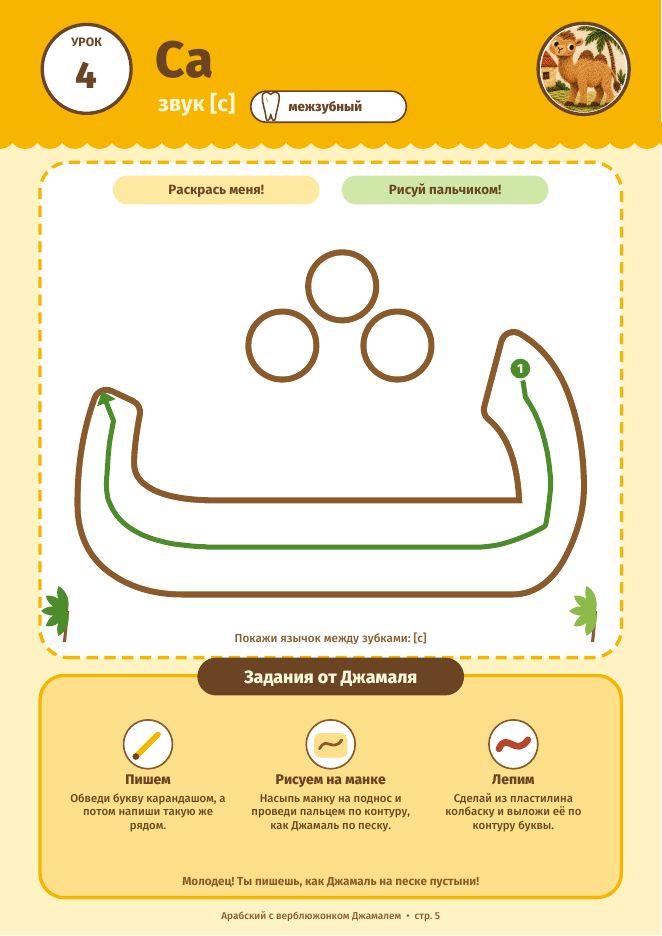 УРОК
4
Са
звук [с]
межзубный
Раскрась меня!
Рисуй пальчиком!
1
Покажи язычок между зубками: [с]
Задания от Джамаля
Пишем
Обведи букву карандашом, а
потом напиши такую же
рядом.
Рисуем на манке
Насыпь манку на поднос и
проведи пальцем по контуру,
как Джамаль по песку.
Лепим
Сделай из пластилина
колбаску и выложи её по
контуру буквы.
Молодец! Ты пишешь, как Джамаль на песке пустыни!
Арабский с верблюжонком Джамалем • стр. 5